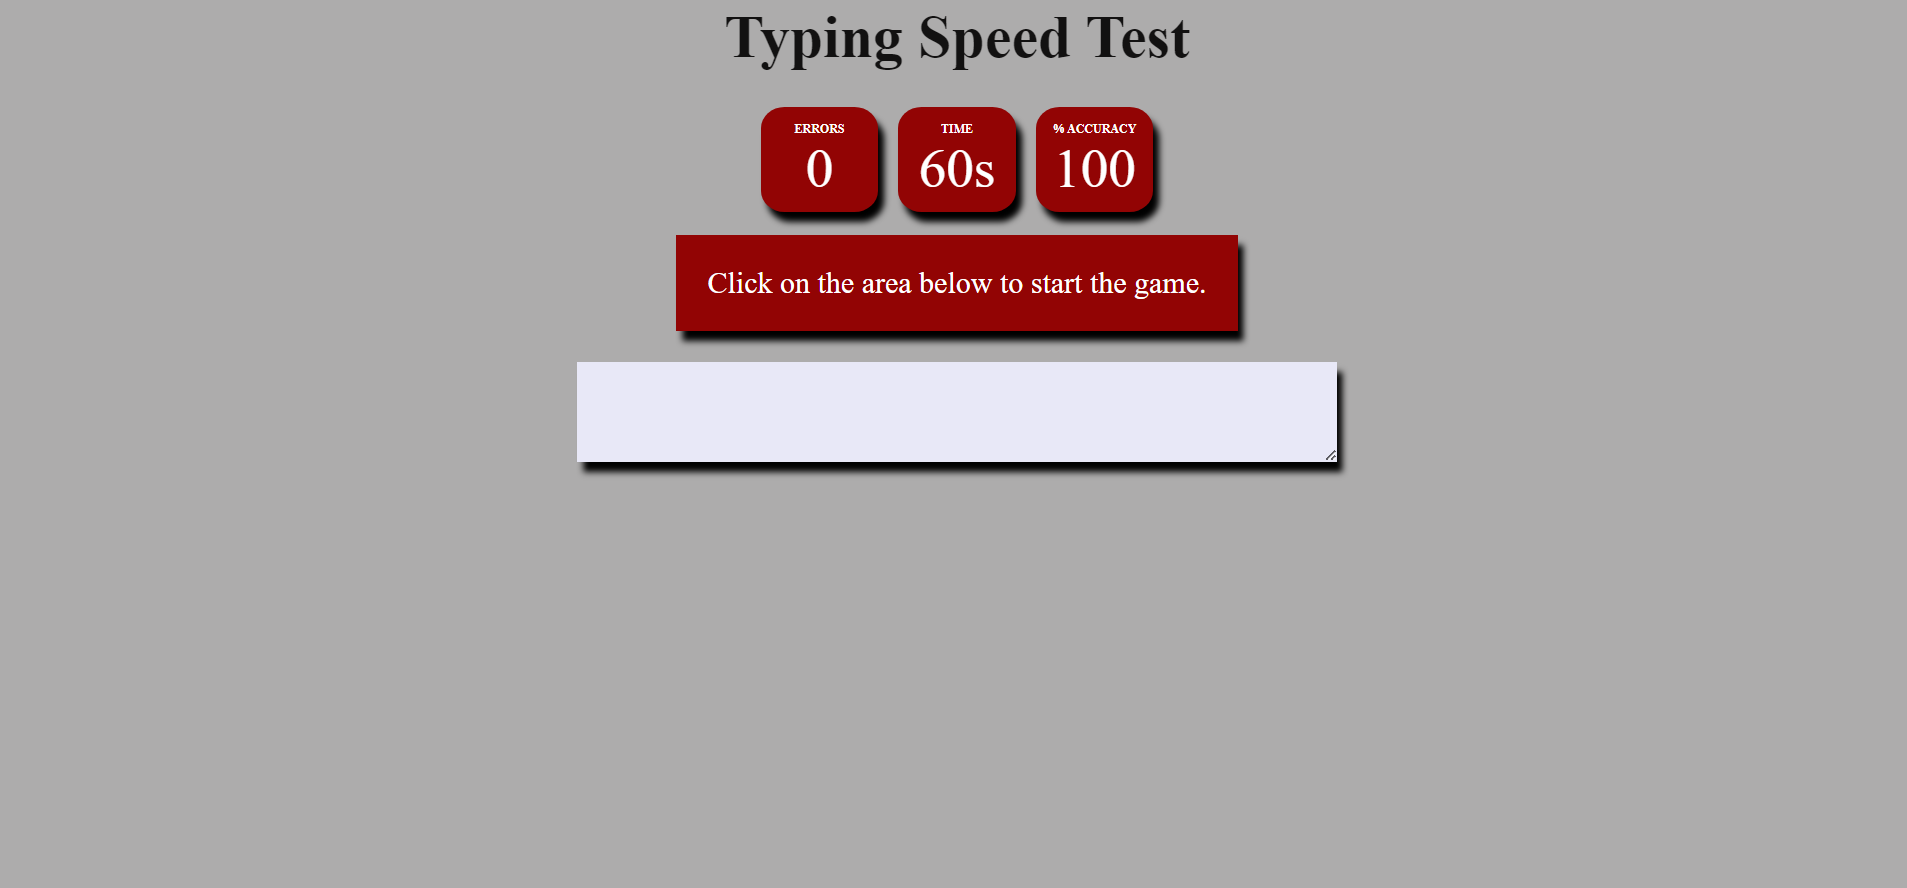 Typing Speed Test
ERRORS
0
TIME
60s
% ACCURACY
100
Click on the area below to start the game.